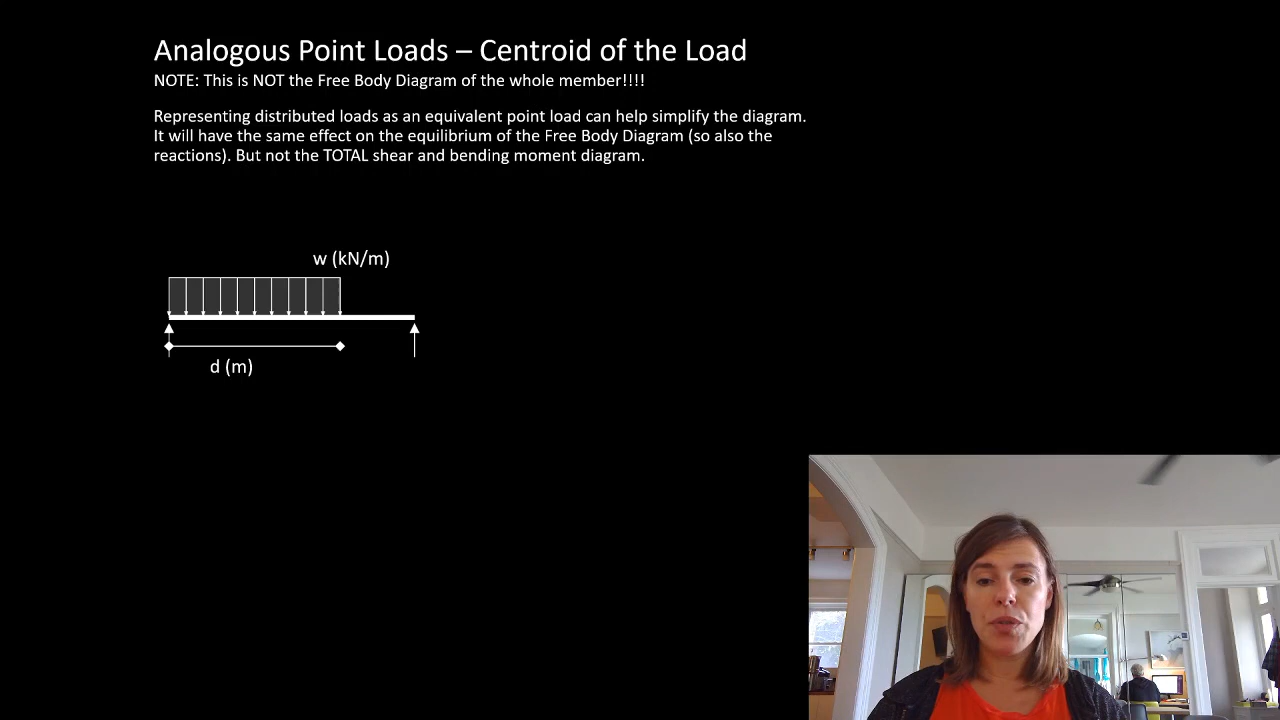 Analogous Point Loads – Centroid of the Load
NOTE: This is NOT the Free Body Diagram of the whole member!!!!
Representing distributed loads as an equivalent point load can help simplify the diagram.
It will have the same effect on the equilibrium of the Free Body Diagram (so also the
reactions). But not the TOTAL shear and bending moment diagram.
w (kN/m)
d (m)